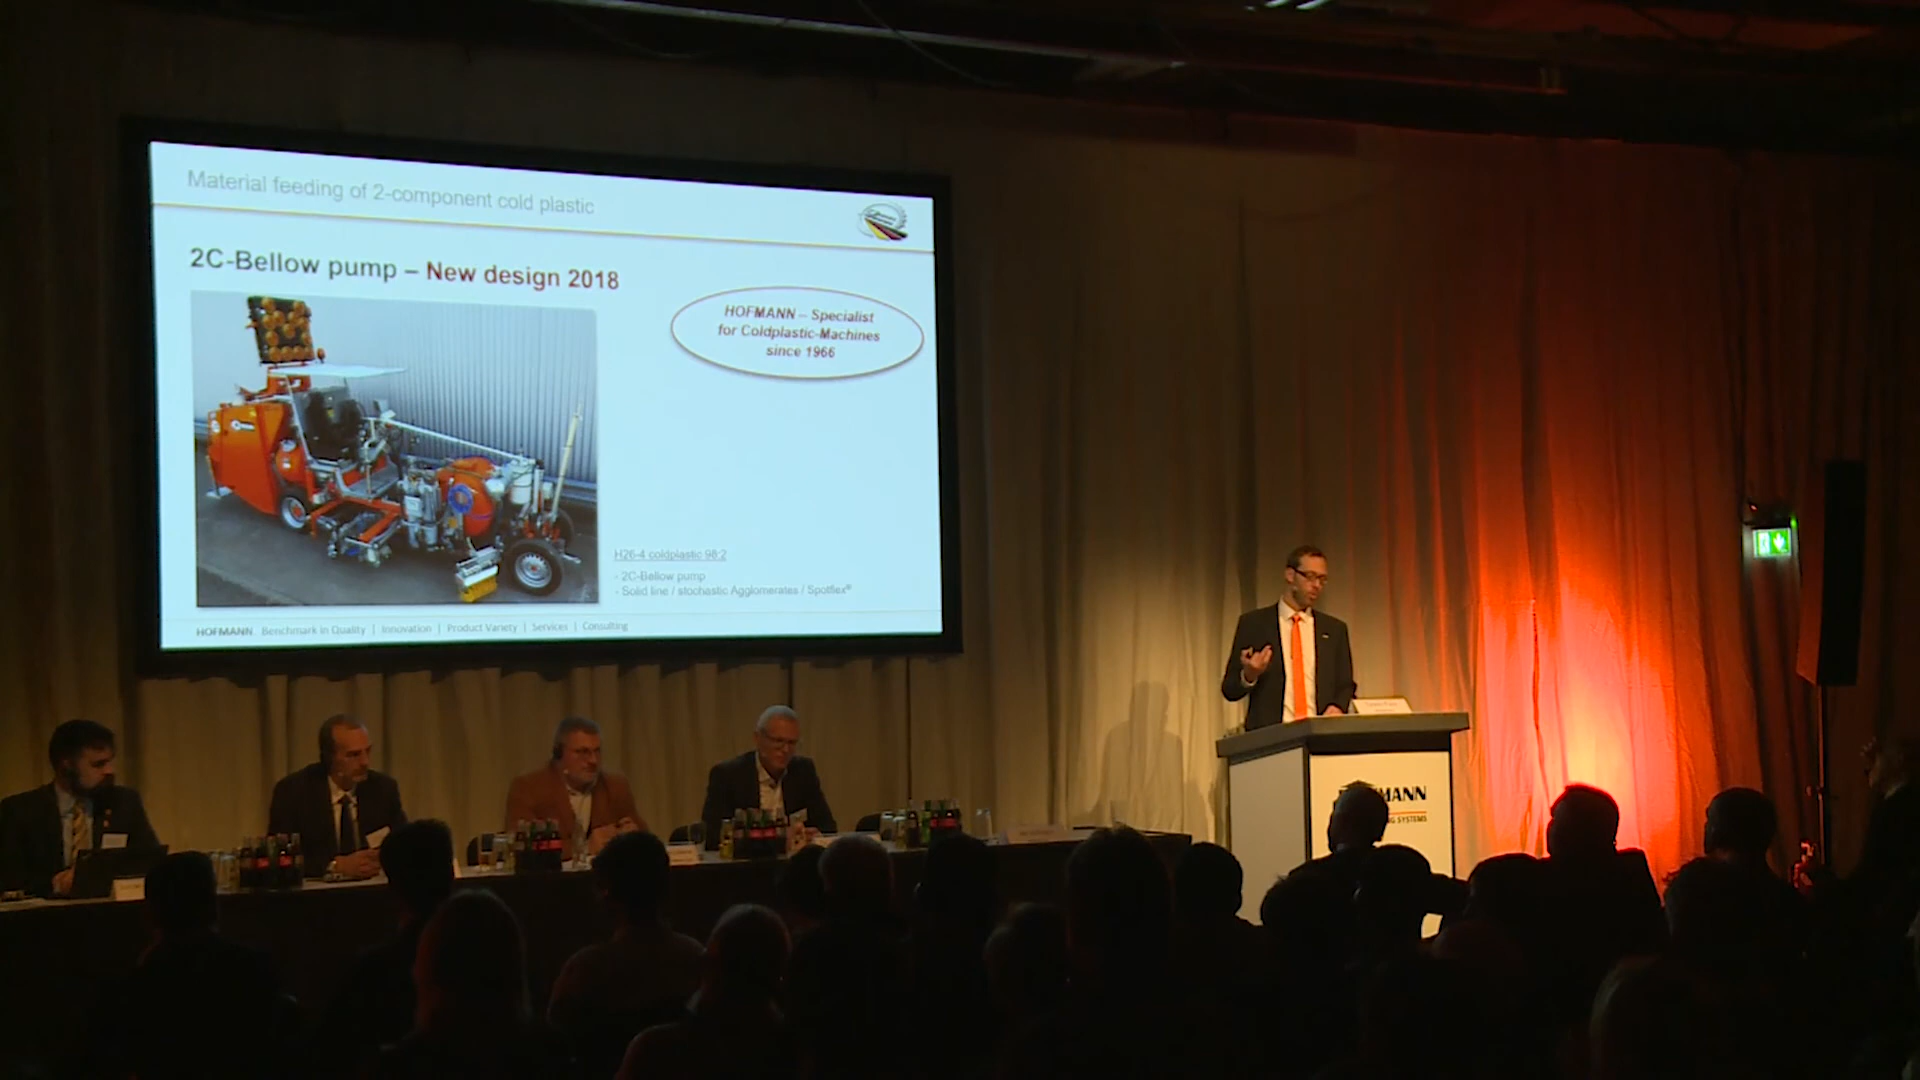 Material feeding of 2-component cold plastic
2C-Bellow pump – New design 2018
HOFMANN – Specialist
for Coldplastic-Machines
since 1966
H26-4 coldplastic 98:2
- 2C-Bellow pump
- Solid line / stochastic Agglomerates / Spotflex®
HOFMANN Benchmark in Quality | Innovation | Product Variety | Services | Consulting
MANN
SYSTEMS